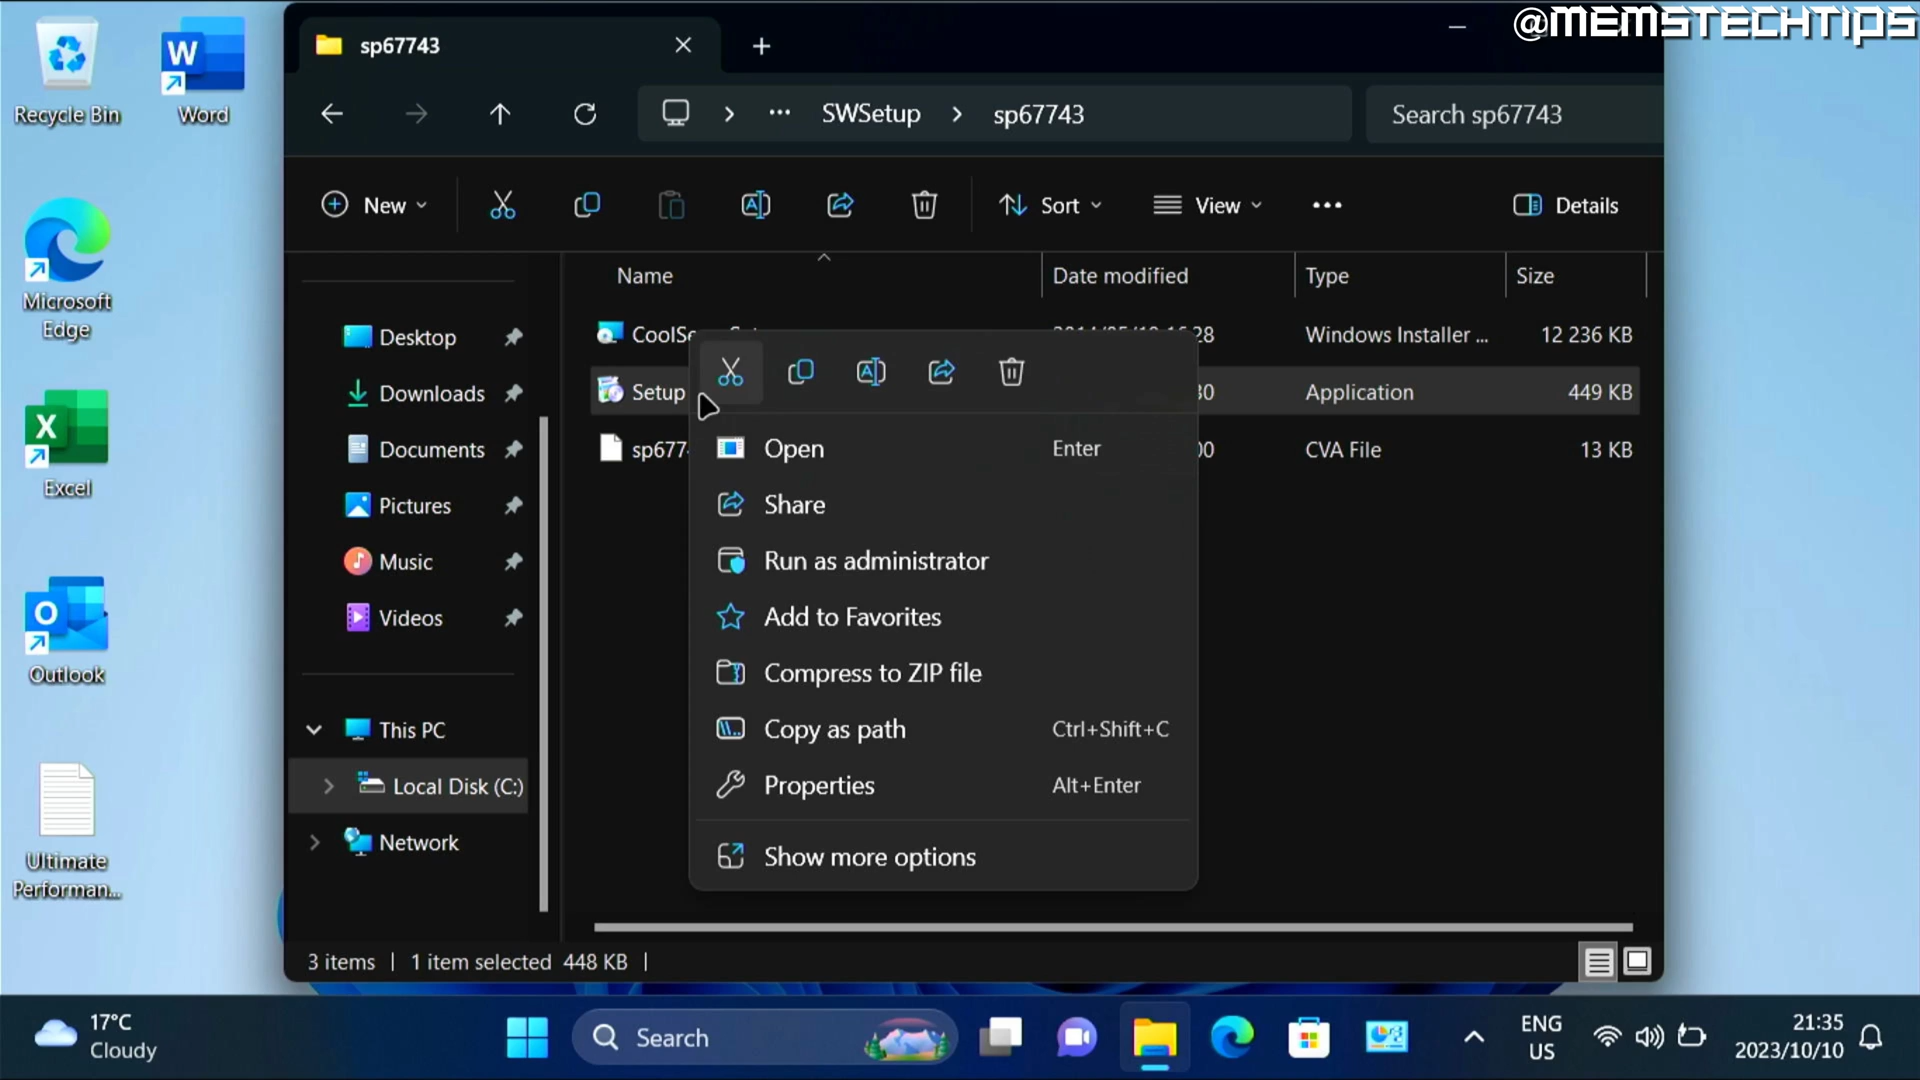 @MEMSTECHTIPS
Recycle Bin
Word
Microsoft
Edge
Excel
Outlook
Ultimate
Performan...
sp67743
SWSetup
sp67743
Search sp67743
New
Sort
View
Details
Name
Date modified
Type
Size
Desktop
Downloads
Documents
Pictures
Music
Videos
This PC
Local Disk (C:)
Network
28
Windows Installer ...
12 236 KB
Setup
30
Application
449 KB
sp677
00
CVA File
13 KB
Open
Enter
Share
Run as administrator
Add to Favorites
Compress to ZIP file
Copy as path
Ctrl+Shift+C
Properties
Alt+Enter
Show more options
3 items
1 item selected 448 KB
17°C
Cloudy
Search
ENG
US
21:35
2023/10/10